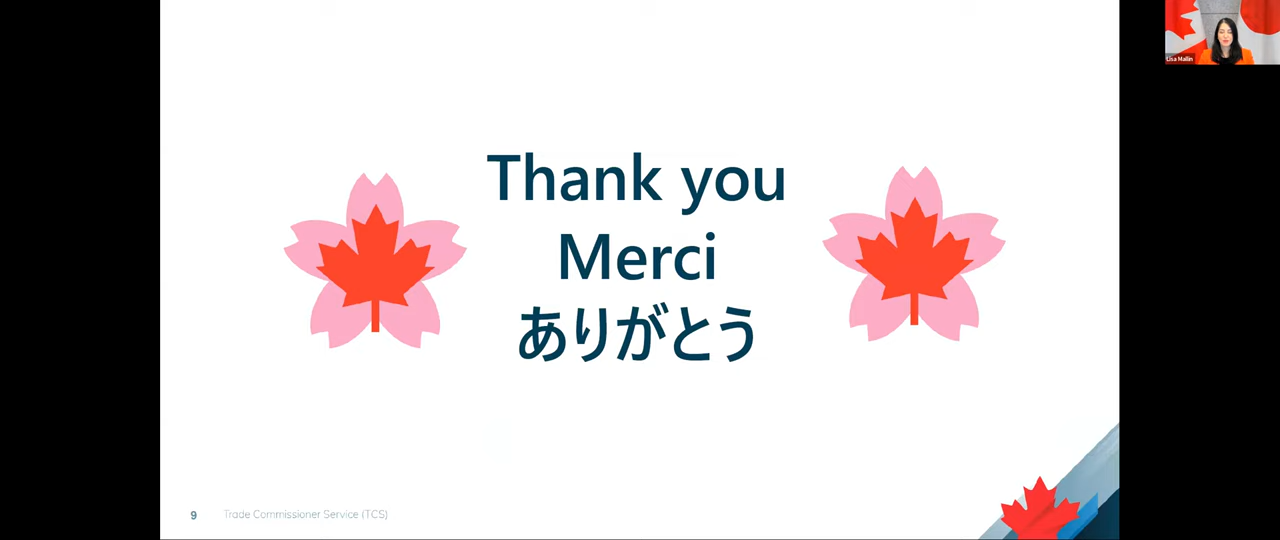 Thank you
Merci
ありがとう
9 Trade Commissioner Service (TCS)
Lisa Mallin